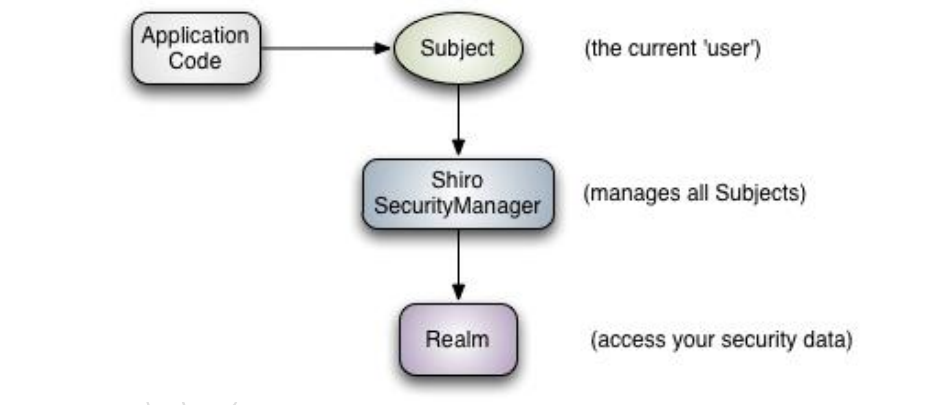 Application
Code
Subject
(the current 'user')
Shiro
SecurityManager
(manages all Subjects)
Realm
(access your security data)